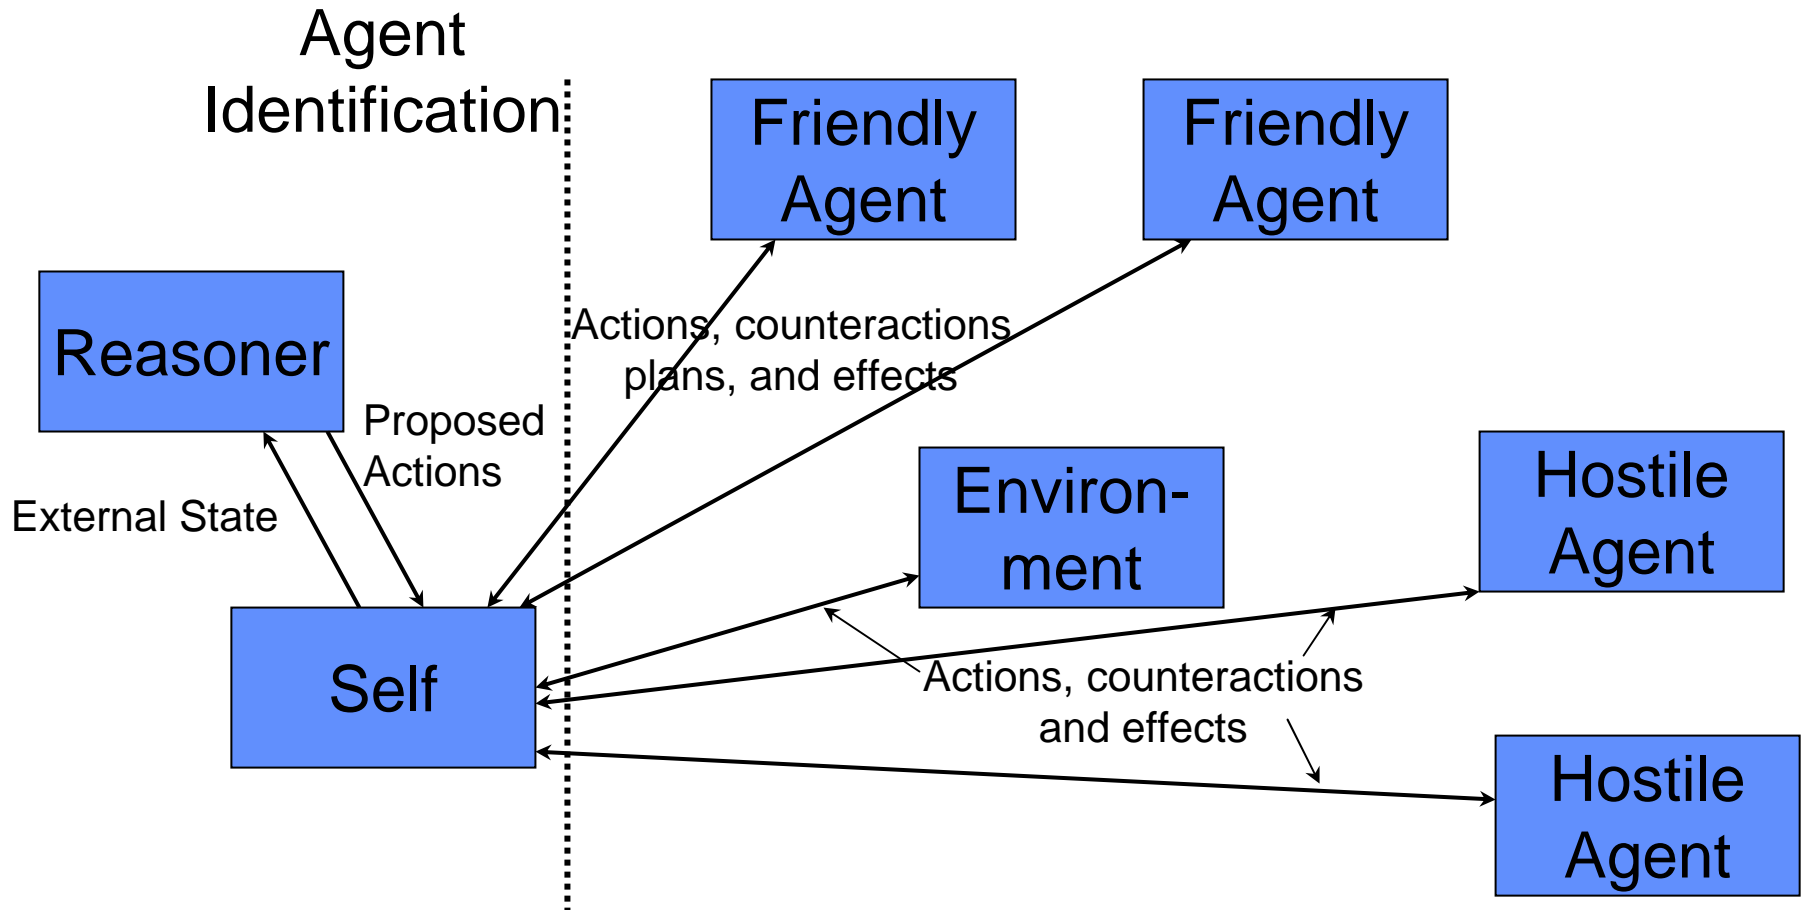 Agent
Identification
Friendly
Agent
Friendly
Agent
Reasoner
Actions, counteractions
plans, and effects
Proposed
Actions
External State
Environ-
ment
Hostile
Agent
Self
Actions, counteractions
and effects
Hostile
Agent